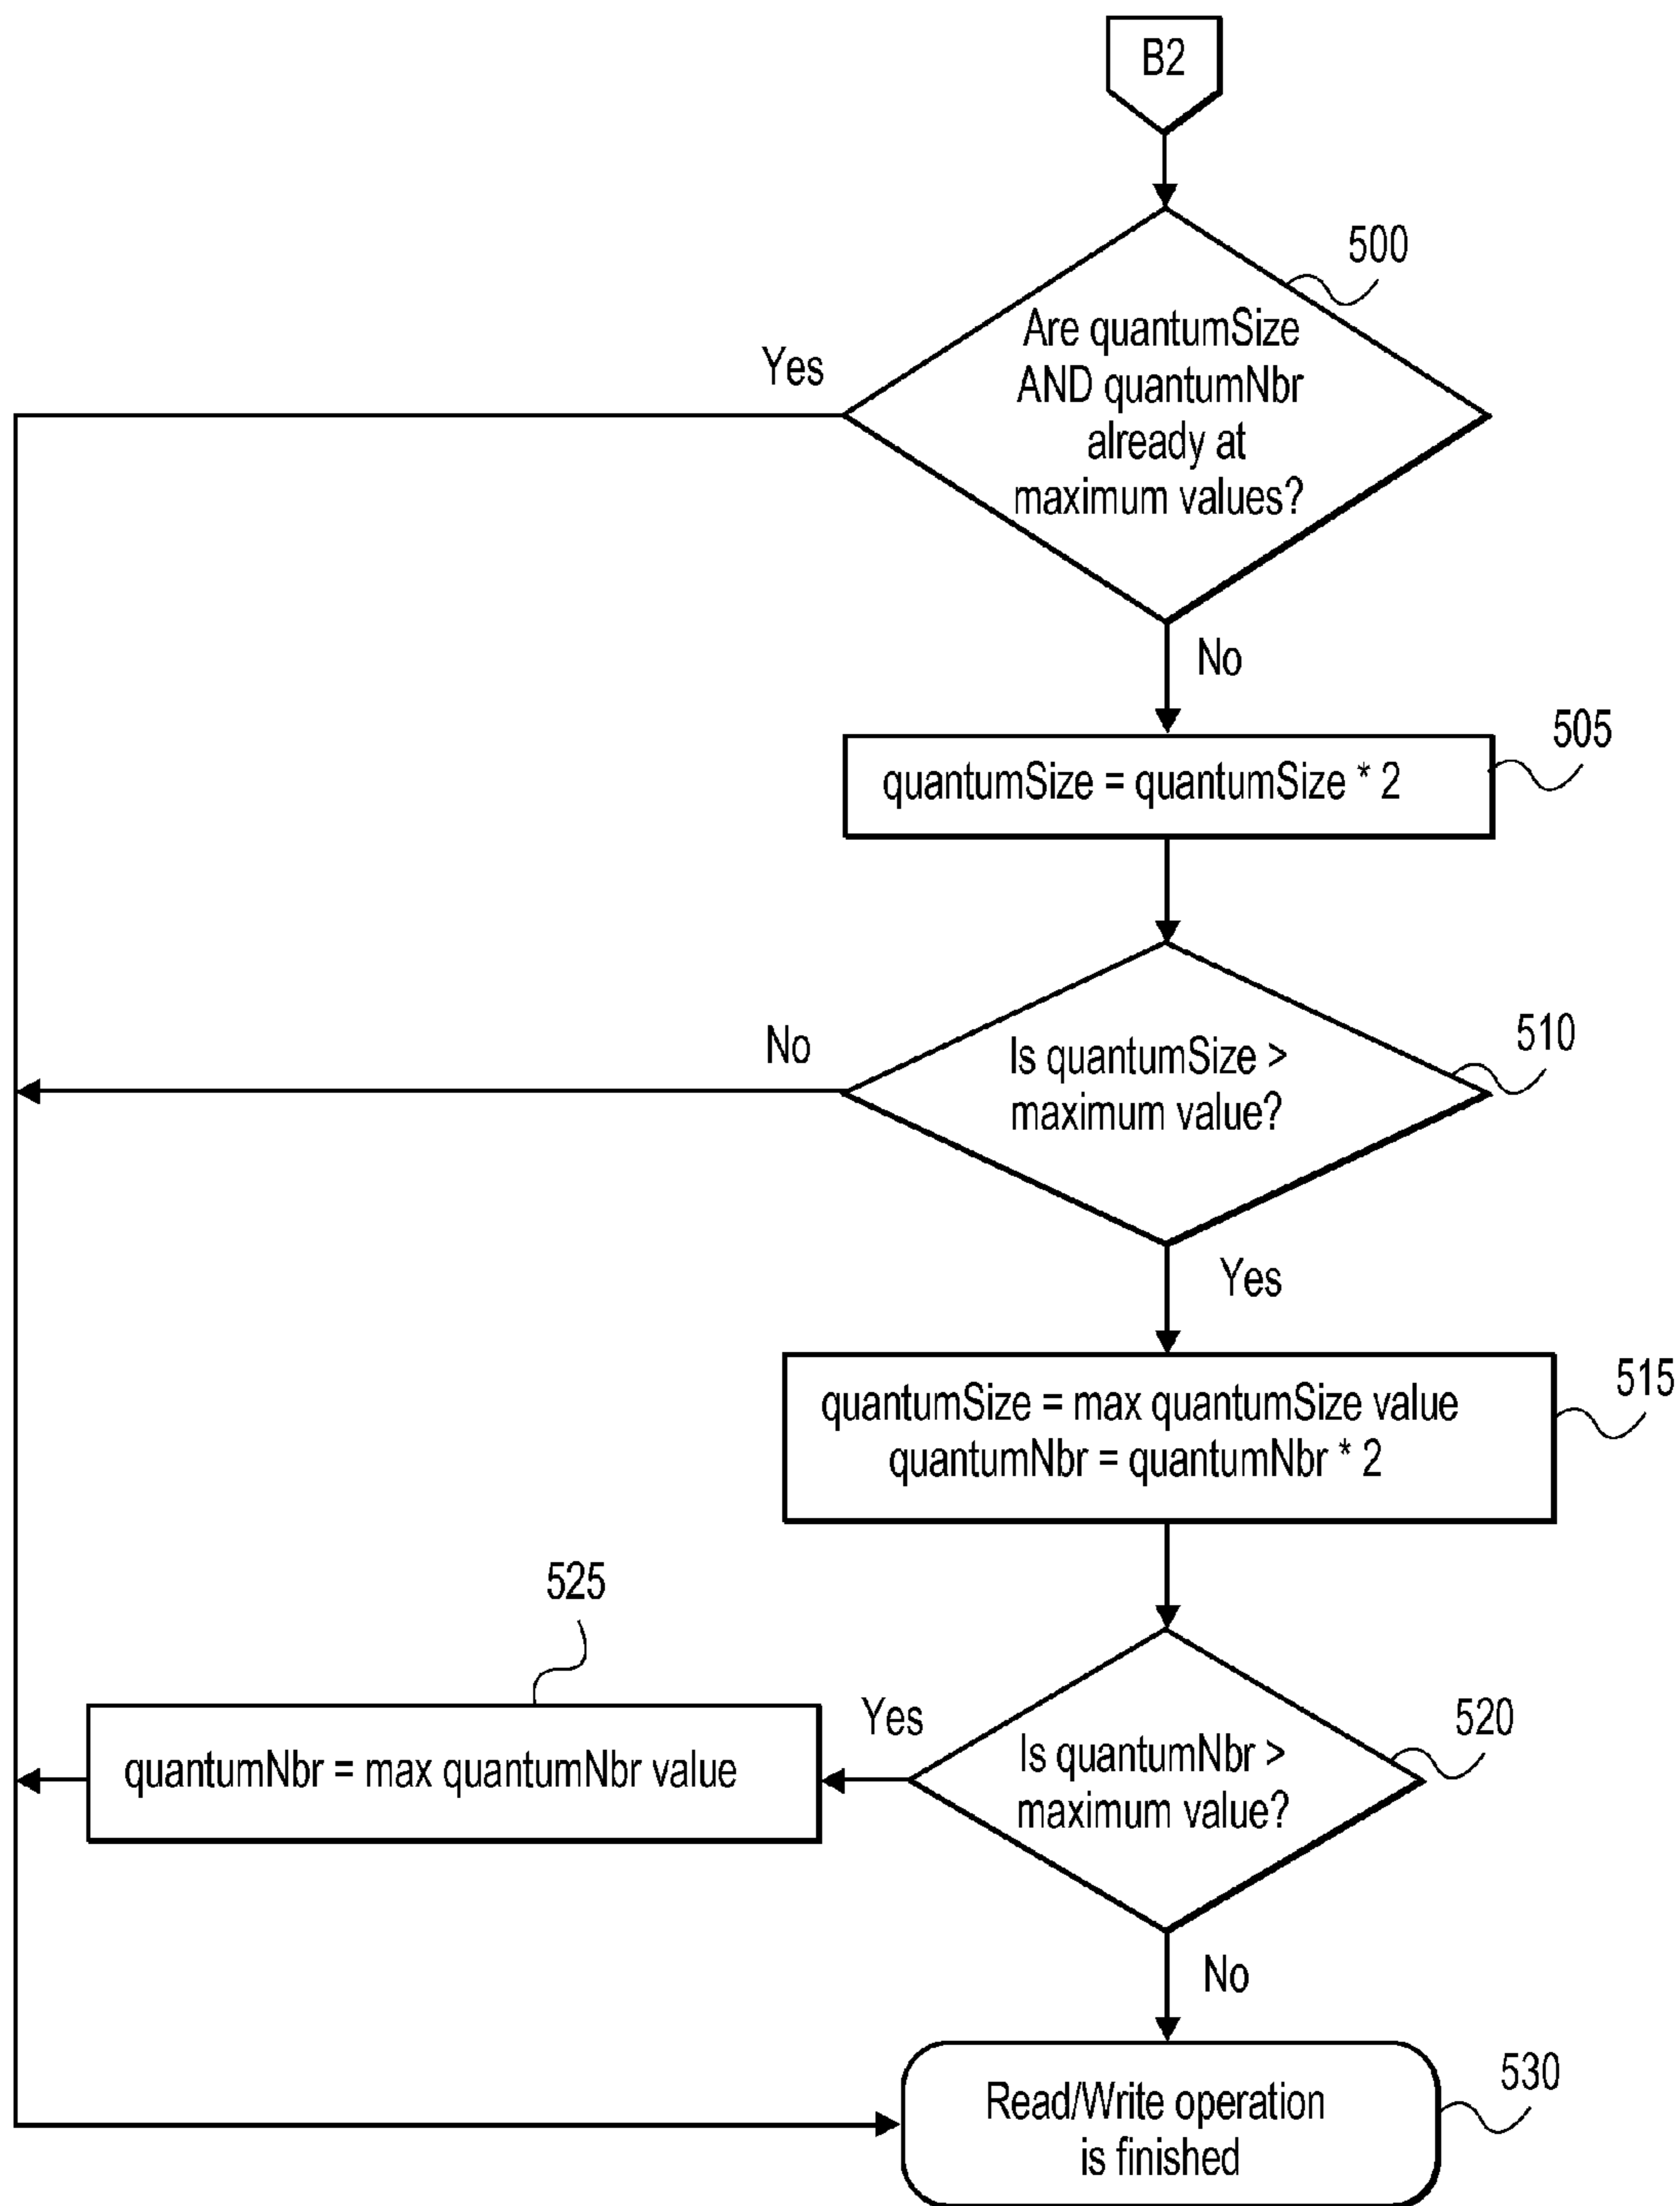 B2
500
Are quantumSize
AND quantumNbr
already at
maximum values?
Yes
No
505
quantumSize = quantumSize * 2
510
No
Is quantumSize >
maximum value?
Yes
515
quantumSize = max quantumSize value
quantumNbr = quantumNbr * 2
525
520
Yes
quantumNbr = max quantumNbr value
Is quantumNbr >
maximum value?
No
530
Read/Write operation
is finished